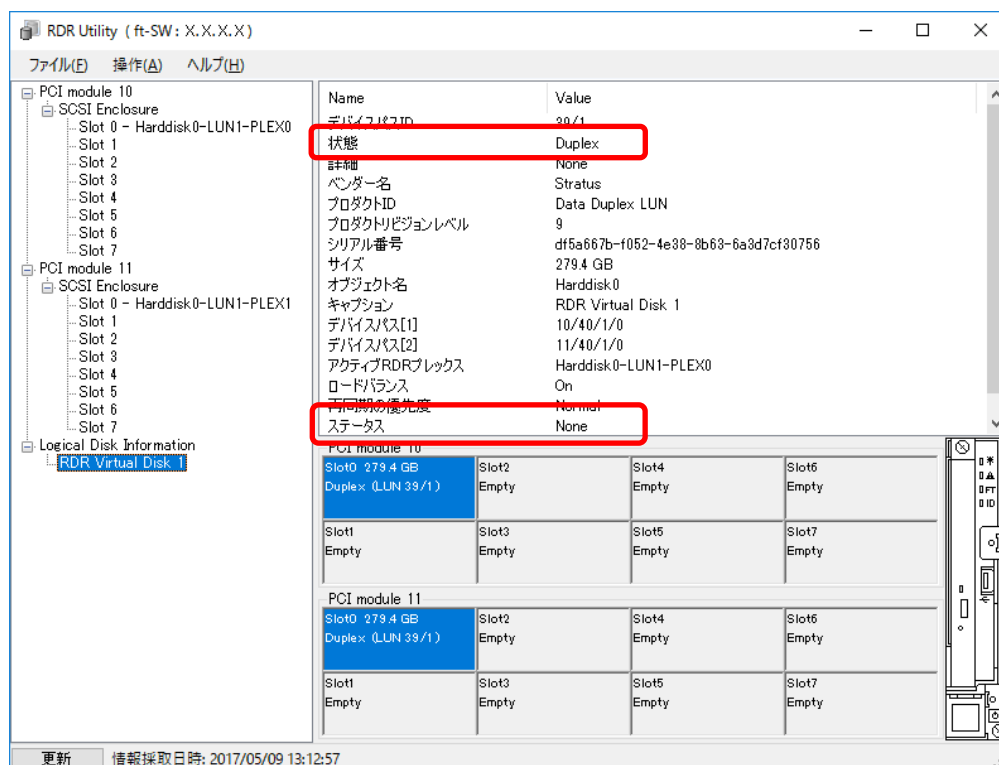 RDR Utility ( ft-SW : X.X.X.X )
ファイル(F) 操作(A) ヘルプ(H)
PCI module 10
SCSI Enclosure
Slot 0 - Harddisk0-LUN1-PLEX0
Slot 1
Slot 2
Slot 3
Slot 4
Slot 5
Slot 6
Slot 7
PCI module 11
SCSI Enclosure
Slot 0 - Harddisk0-LUN1-PLEX1
Slot 1
Slot 2
Slot 3
Slot 4
Slot 5
Slot 6
Slot 7
Logical Disk Information
RDR Virtual Disk 1
Name Value
デバイスパスID 39/1
状態 Duplex
詳細 None
ベンダー名 Stratus
プロダクトID Data Duplex LUN
プロダクトリビジョンレベル 9
シリアル番号 df5a667b-f052-4e38-8b63-6a3d7cf30756
サイズ 279.4 GB
オブジェクト名 Harddisk0
キャプション RDR Virtual Disk 1
デバイスパス[1] 10/40/1/0
デバイスパス[2] 11/40/1/0
アクティブRDRプレックス Harddisk0-LUN1-PLEX0
ロードバランス On
再同期の優先度 Normal
ステータス None
PCI module 10
Slot0 279.4 GB Slot2 Slot4 Slot6
Duplex (LUN 39/1) Empty Empty Empty
Slot1 Slot3 Slot5 Slot7
Empty Empty Empty Empty
PCI module 11
Slot0 279.4 GB Slot2 Slot4 Slot6
Duplex (LUN 39/1) Empty Empty Empty
Slot1 Slot3 Slot5 Slot7
Empty Empty Empty Empty
FT
ID
更新 情報採取日時: 2017/05/09 13:12:57